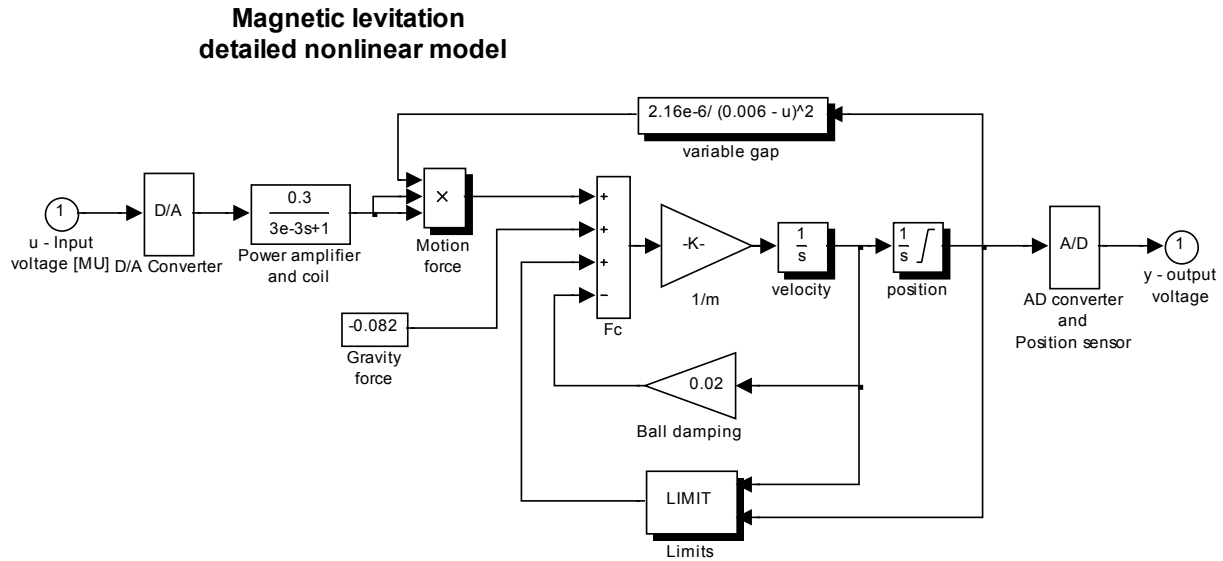 Magnetic levitation
detailed nonlinear model
2.16e-6/ (0.006 - u)^2
variable gap
1
u - Input
voltage [MU]
D/A
D/A Converter
0.3
3e-3s+1
Power amplifier
and coil
×
Motion
force
-0.082
Gravity
force
+
+
+
−
Fc
-K-
1/m
1
s
velocity
1
s
position
A/D
AD converter
and
Position sensor
1
y - output
voltage
0.02
Ball damping
LIMIT
Limits